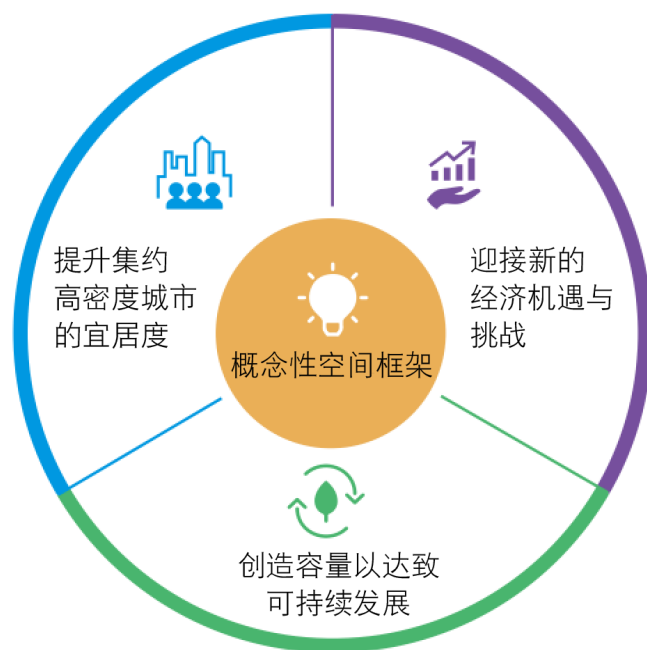 提升集约
高密度城市
的宜居度
迎接新的
经济机遇与
挑战
概念性空间框架
创造容量以达致
可持续发展